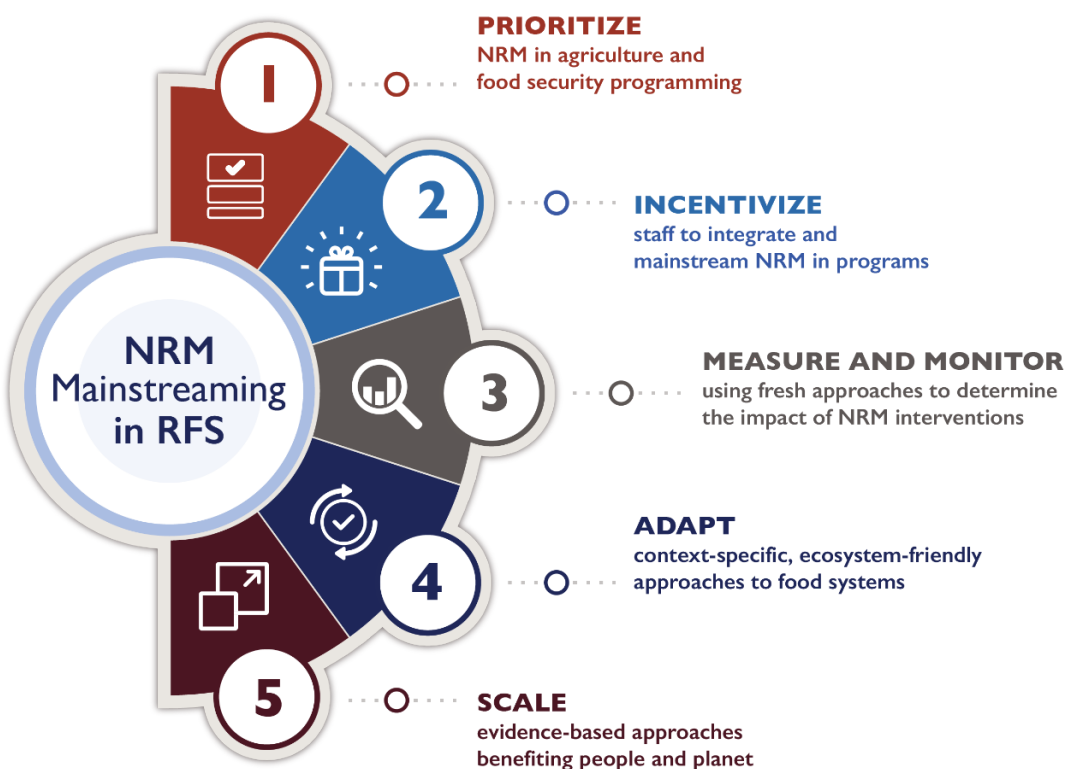 NRM
Mainstreaming
in RFS
1
PRIORITIZE
NRM in agriculture and
food security programming
2
INCENTIVIZE
staff to integrate and
mainstream NRM in programs
3
MEASURE AND MONITOR
using fresh approaches to determine
the impact of NRM interventions
4
ADAPT
context-specific, ecosystem-friendly
approaches to food systems
5
SCALE
evidence-based approaches
benefiting people and planet